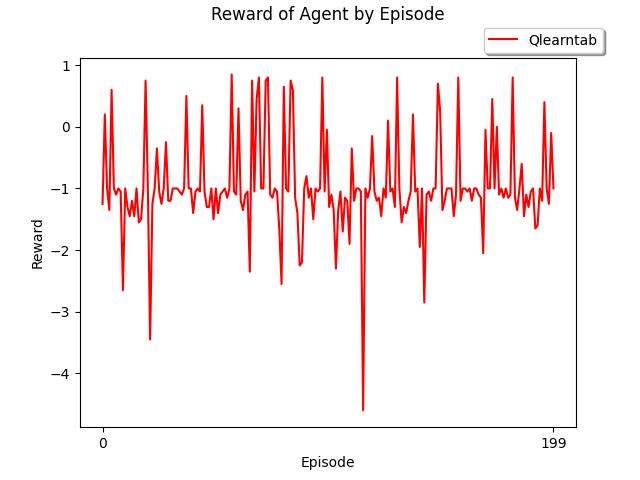 Reward of Agent by Episode
Qlearntab
1
0
−1
−2
−3
−4
Reward
0
199
Episode